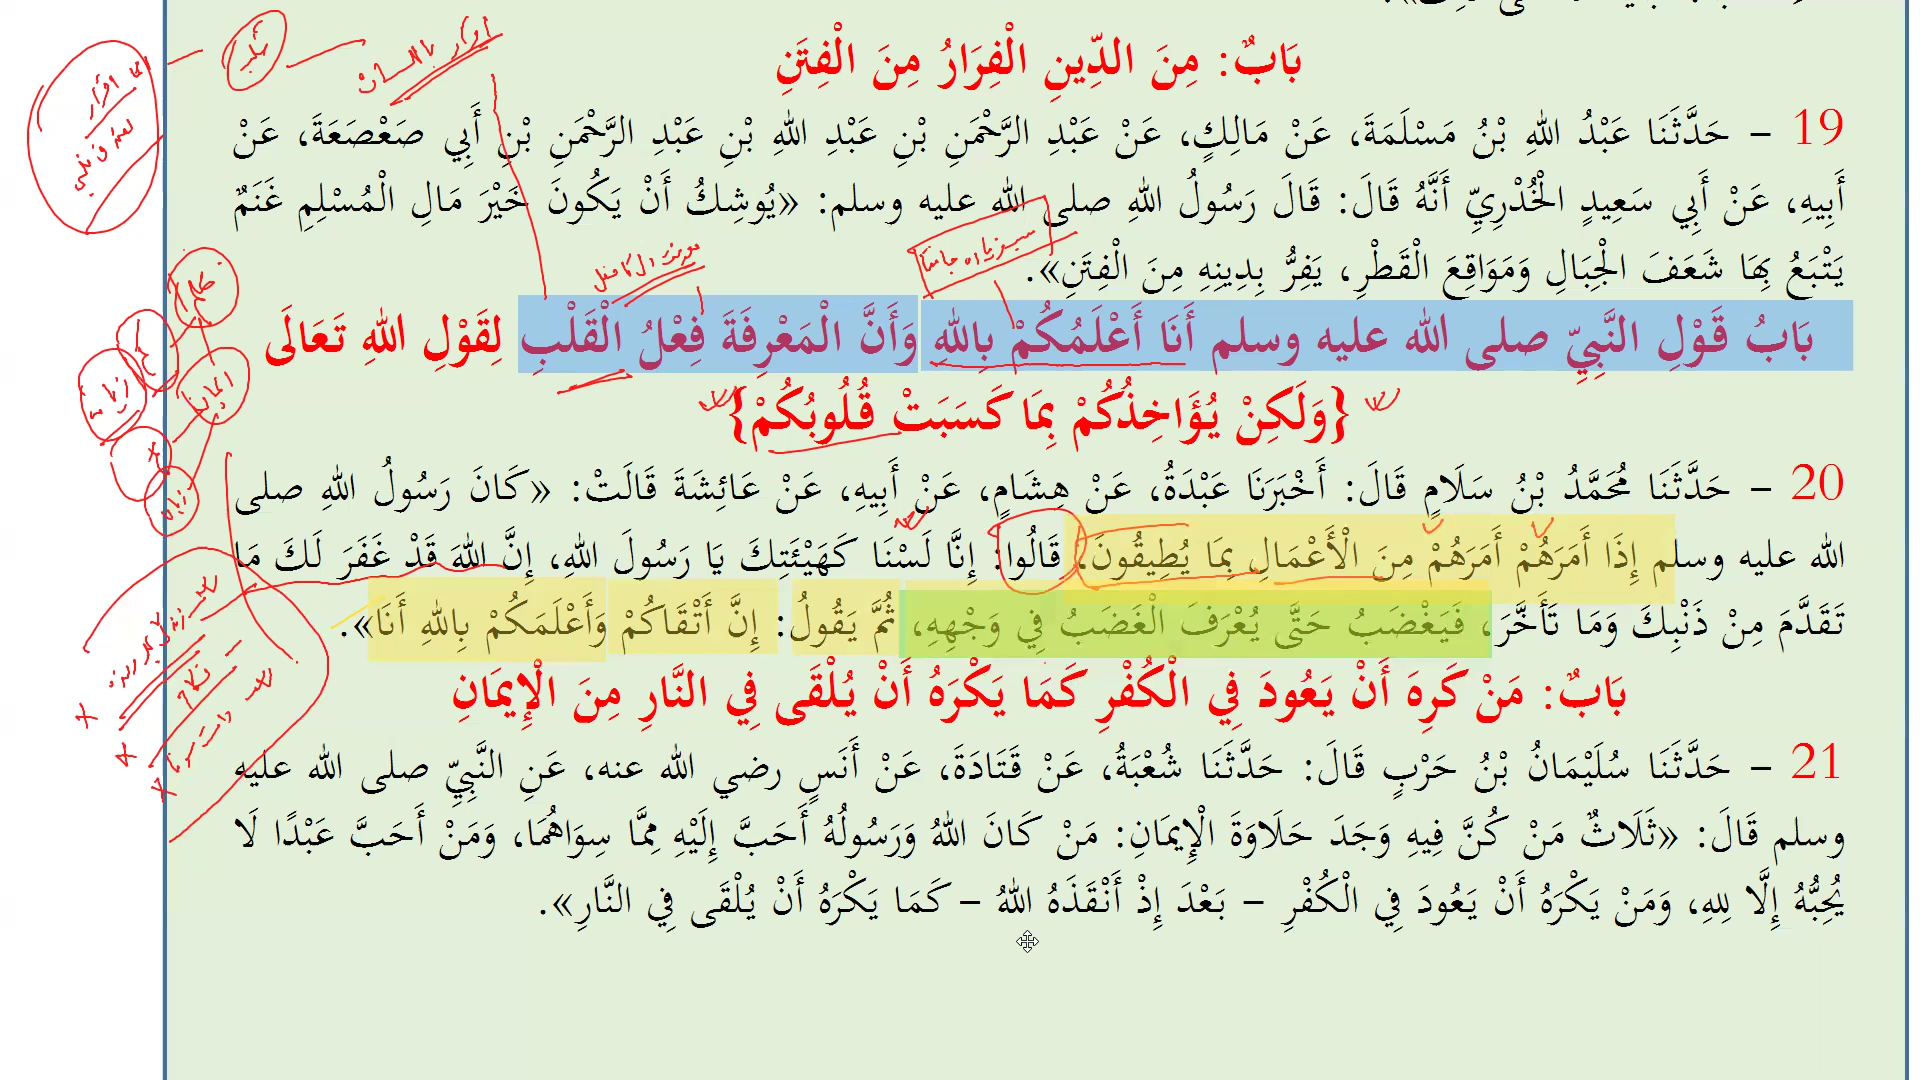 بَابٌ: مِنَ الدِّينِ الْفِرَارُ مِنَ الْفِتَنِ
19 – حَدَّثَنَا عَبْدُ اللهِ بْنُ مَسْلَمَةَ، عَنْ مَالِكٍ، عَنْ عَبْدِ الرَّحْمَنِ بْنِ عَبْدِ اللهِ بْنِ عَبْدِ الرَّحْمَنِ بْنِ أَبِي صَعْصَعَةَ، عَنْ
أَبِيهِ، عَنْ أَبِي سَعِيدٍ الْخُدْرِيِّ أَنَّهُ قَالَ: قَالَ رَسُولُ اللهِ صلى الله عليه وسلم: «يُوشِكُ أَنْ يَكُونَ خَيْرَ مَالِ الْمُسْلِمِ غَنَمٌ
يَتْبَعُ بِهَا شَعَفَ الْجِبَالِ وَمَوَاقِعَ الْقَطْرِ، يَفِرُّ بِدِينِهِ مِنَ الْفِتَنِ».
بَابُ قَوْلِ النَّبِيِّ صلى الله عليه وسلم أَنَا أَعْلَمُكُمْ بِاللهِ وَأَنَّ الْمَعْرِفَةَ فِعْلُ الْقَلْبِ لِقَوْلِ اللهِ تَعَالَى
{وَلَكِنْ يُؤَاخِذُكُمْ بِمَا كَسَبَتْ قُلُوبُكُمْ}
20 – حَدَّثَنَا مُحَمَّدُ بْنُ سَلَامٍ قَالَ: أَخْبَرَنَا عَبْدَةُ، عَنْ هِشَامٍ، عَنْ أَبِيهِ، عَنْ عَائِشَةَ قَالَتْ: «كَانَ رَسُولُ اللهِ صلى
الله عليه وسلم إِذَا أَمَرَهُمْ أَمَرَهُمْ مِنَ الْأَعْمَالِ بِمَا يُطِيقُونَ، قَالُوا: إِنَّا لَسْنَا كَهَيْئَتِكَ يَا رَسُولَ اللهِ، إِنَّ اللهَ قَدْ غَفَرَ لَكَ مَا
تَقَدَّمَ مِنْ ذَنْبِكَ وَمَا تَأَخَّرَ، فَيَغْضَبُ حَتَّى يُعْرَفَ الْغَضَبُ فِي وَجْهِهِ، ثُمَّ يَقُولُ: إِنَّ أَتْقَاكُمْ وَأَعْلَمَكُمْ بِاللهِ أَنَا».
بَابٌ: مَنْ كَرِهَ أَنْ يَعُودَ فِي الْكُفْرِ كَمَا يَكْرَهُ أَنْ يُلْقَى فِي النَّارِ مِنَ الْإِيمَانِ
21 – حَدَّثَنَا سُلَيْمَانُ بْنُ حَرْبٍ قَالَ: حَدَّثَنَا شُعْبَةُ، عَنْ قَتَادَةَ، عَنْ أَنَسٍ رضي الله عنه، عَنِ النَّبِيِّ صلى الله عليه
وسلم قَالَ: «ثَلَاثٌ مَنْ كُنَّ فِيهِ وَجَدَ حَلَاوَةَ الْإِيمَانِ: مَنْ كَانَ اللهُ وَرَسُولُهُ أَحَبَّ إِلَيْهِ مِمَّا سِوَاهُمَا، وَمَنْ أَحَبَّ عَبْدًا لَا
يُحِبُّهُ إِلَّا لِلهِ، وَمَنْ يَكْرَهُ أَنْ يَعُودَ فِي الْكُفْرِ – بَعْدَ إِذْ أَنْقَذَهُ اللهُ – كَمَا يَكْرَهُ أَنْ يُلْقَى فِي النَّارِ».